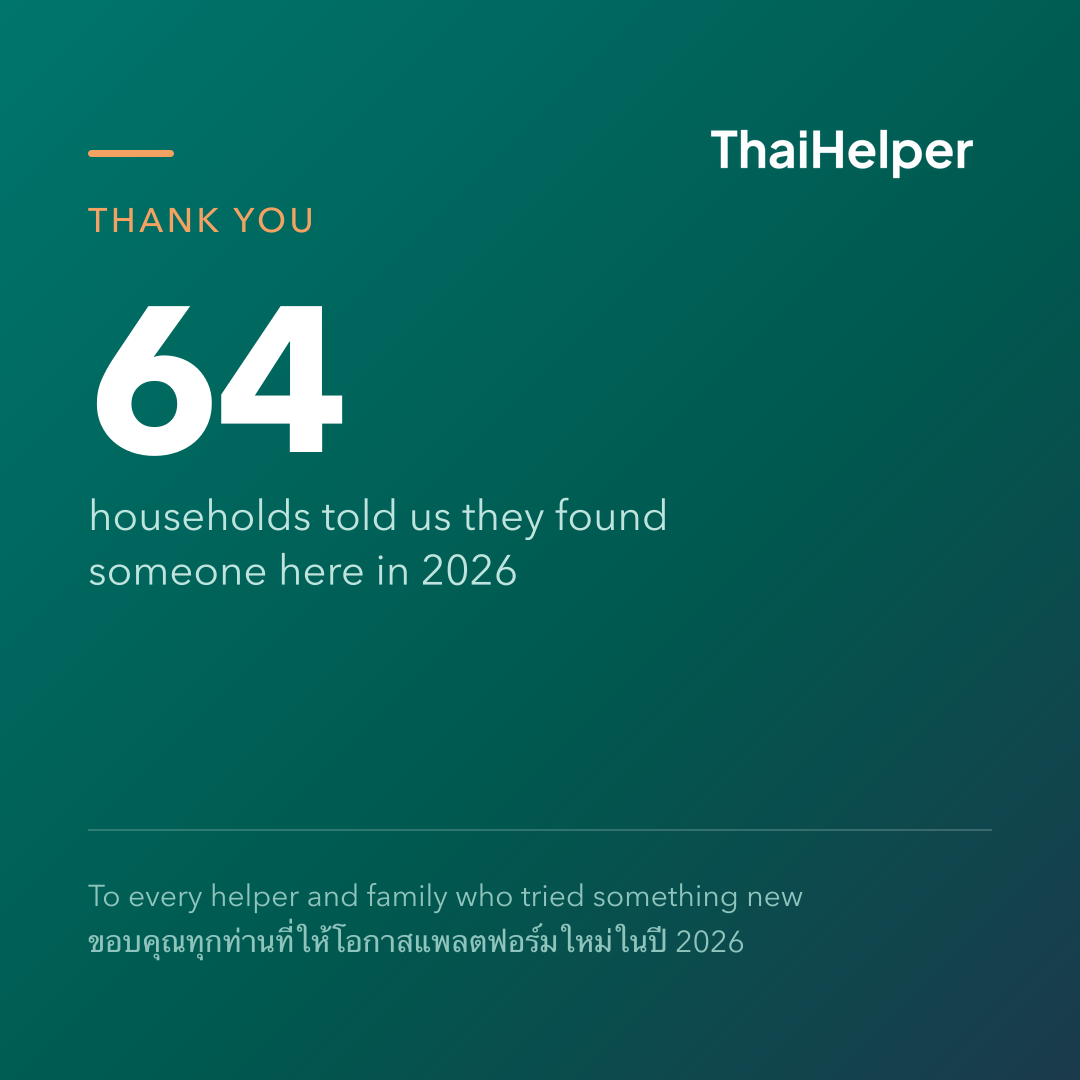 ThaiHelper
THANK YOU
64
households told us they found
someone here in 2026
To every helper and family who tried something new
ขอบคุณทุกท่านที่ให้โอกาสแพลตฟอร์มใหม่ในปี 2026